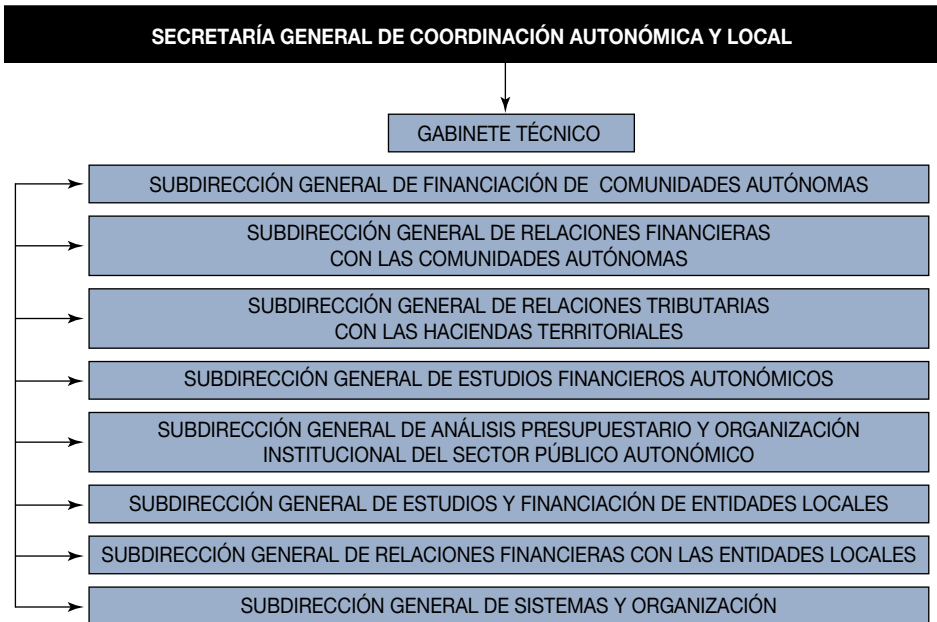 SECRETARÍA GENERAL DE COORDINACIÓN AUTONÓMICA Y LOCAL
GABINETE TÉCNICO
SUBDIRECCIÓN GENERAL DE FINANCIACIÓN DE COMUNIDADES AUTÓNOMAS
SUBDIRECCIÓN GENERAL DE RELACIONES FINANCIERAS
CON LAS COMUNIDADES AUTÓNOMAS
SUBDIRECCIÓN GENERAL DE RELACIONES TRIBUTARIAS
CON LAS HACIENDAS TERRITORIALES
SUBDIRECCIÓN GENERAL DE ESTUDIOS FINANCIEROS AUTONÓMICOS
SUBDIRECCIÓN GENERAL DE ANÁLISIS PRESUPUESTARIO Y ORGANIZACIÓN
INSTITUCIONAL DEL SECTOR PÚBLICO AUTONÓMICO
SUBDIRECCIÓN GENERAL DE ESTUDIOS Y FINANCIACIÓN DE ENTIDADES LOCALES
SUBDIRECCIÓN GENERAL DE RELACIONES FINANCIERAS CON LAS ENTIDADES LOCALES
SUBDIRECCIÓN GENERAL DE SISTEMAS Y ORGANIZACIÓN